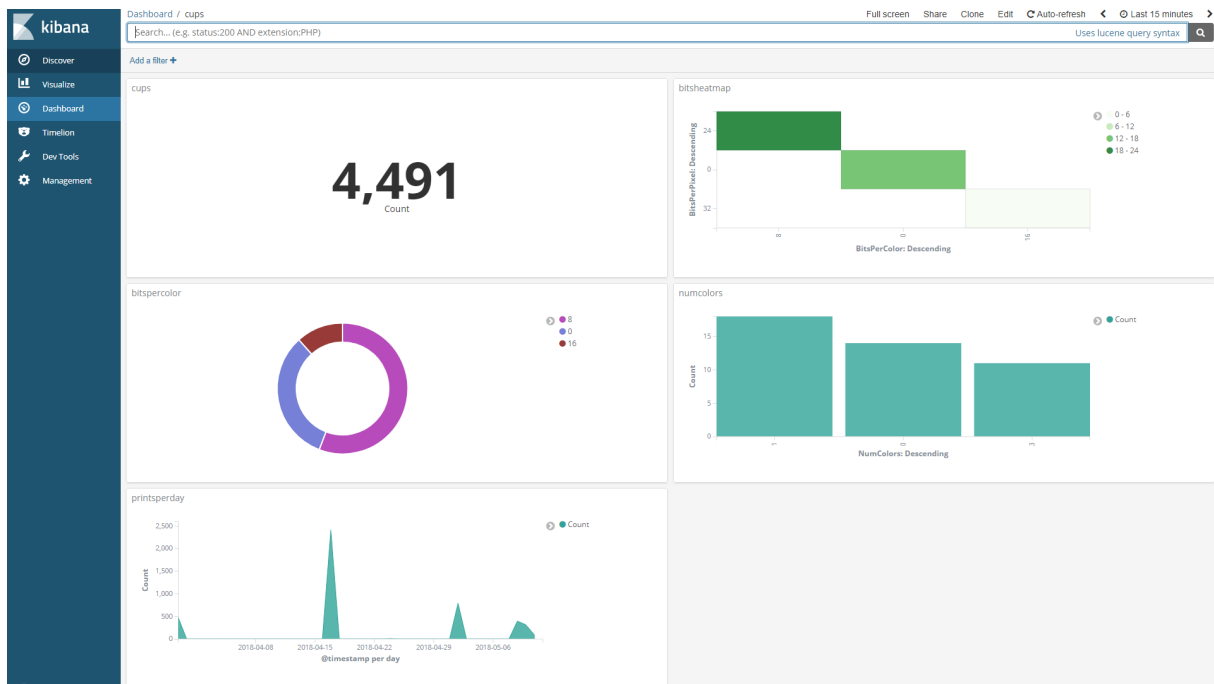 kibana
Discover
Visualize
Dashboard
Timelion
Dev Tools
Management
Dashboard / cups
Full screen Share Clone Edit Auto-refresh Last 15 minutes
Search... (e.g. status:200 AND extension:PHP)
Uses lucene query syntax
Add a filter +
cups
4,491
Count
bitsheatmap
BitsPerPixel: Descending
24
0
32
8
0
16
BitsPerColor: Descending
0 - 6
6 - 12
12 - 18
18 - 24
bitspercolor
8
0
16
numcolors
Count
15
10
5
0
1
0
3
NumColors: Descending
Count
printsperday
Count
2,500
2,000
1,500
1,000
500
0
2018-04-08 2018-04-15 2018-04-22 2018-04-29 2018-05-06
@timestamp per day
Count